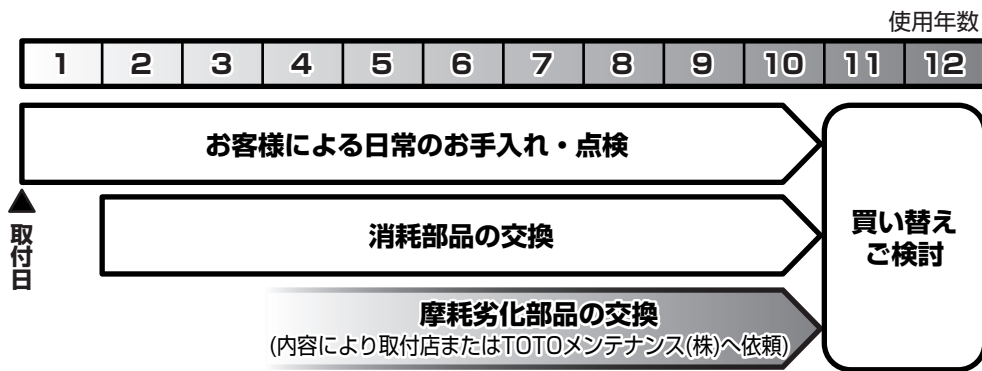 使用年数
1 2 3 4 5 6 7 8 9 10 11 12
お客様による日常のお手入れ・点検
取付日
消耗部品の交換
買い替え
ご検討
摩耗劣化部品の交換
(内容により取付店またはTOTOメンテナンス(株)へ依頼)